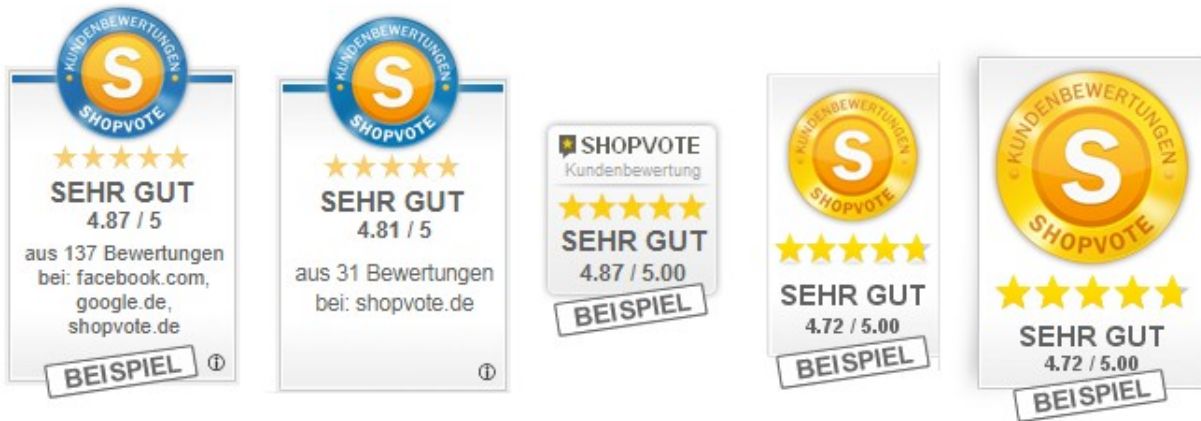 KUNDENBEWERTUNGEN
S
SHOPVOTE
SEHR GUT
4.87 / 5
aus 137 Bewertungen
bei: facebook.com,
google.de,
shopvote.de
BEISPIEL
KUNDENBEWERTUNGEN
S
SHOPVOTE
SEHR GUT
4.81 / 5
aus 31 Bewertungen
bei: shopvote.de
SHOPVOTE
Kundenbewertung
SEHR GUT
4.87 / 5.00
BEISPIEL
KUNDENBEWERTUNGEN
S
SHOPVOTE
SEHR GUT
4.72 / 5.00
BEISPIEL
KUNDENBEWERTUNGEN
S
SHOPVOTE
SEHR GUT
4.72 / 5.00
BEISPIEL